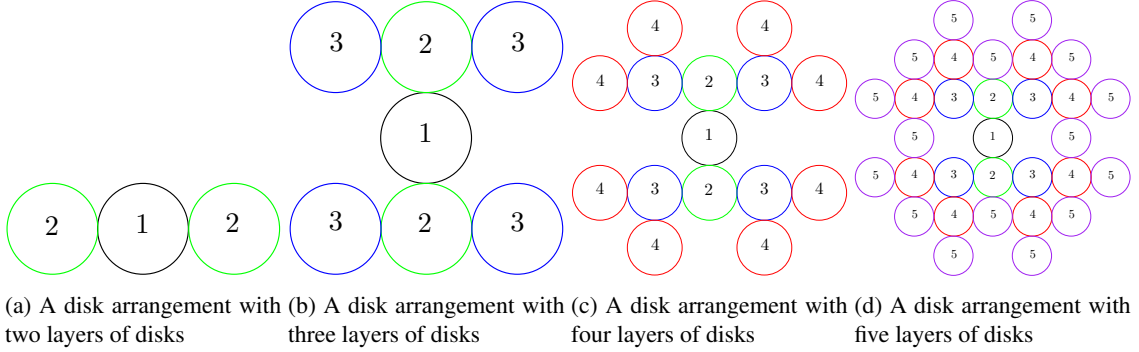 2 1 2
(a) A disk arrangement with
two layers of disks
3 2 3
1
3 2 3
(b) A disk arrangement with
three layers of disks
4 4
4 3 2 3 4
1
4 3 2 3 4
4 4
(c) A disk arrangement with
four layers of disks
5 5
5 4 5 4 5
5 4 3 2 3 4 5
5 1 5
5 4 3 2 3 4 5
5 4 5 4 5
5 5
(d) A disk arrangement with
five layers of disks